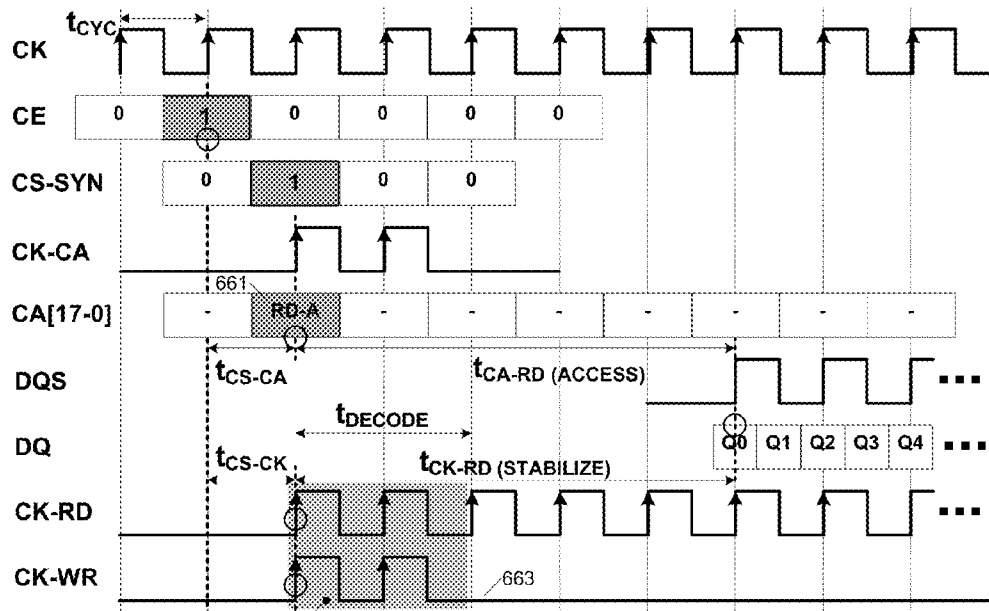 tCYC
CK
CE 0 1 0 0 0 0
CS-SYN 0 1 0 0
CK-CA
661
CA[17-0] - RD-A - - - - - - -
tCS-CA tCA-RD (ACCESS)
DQS
tDECODE
DQ Q0 Q1 Q2 Q3 Q4
tCS-CK tCK-RD (STABILIZE)
CK-RD
CK-WR 663